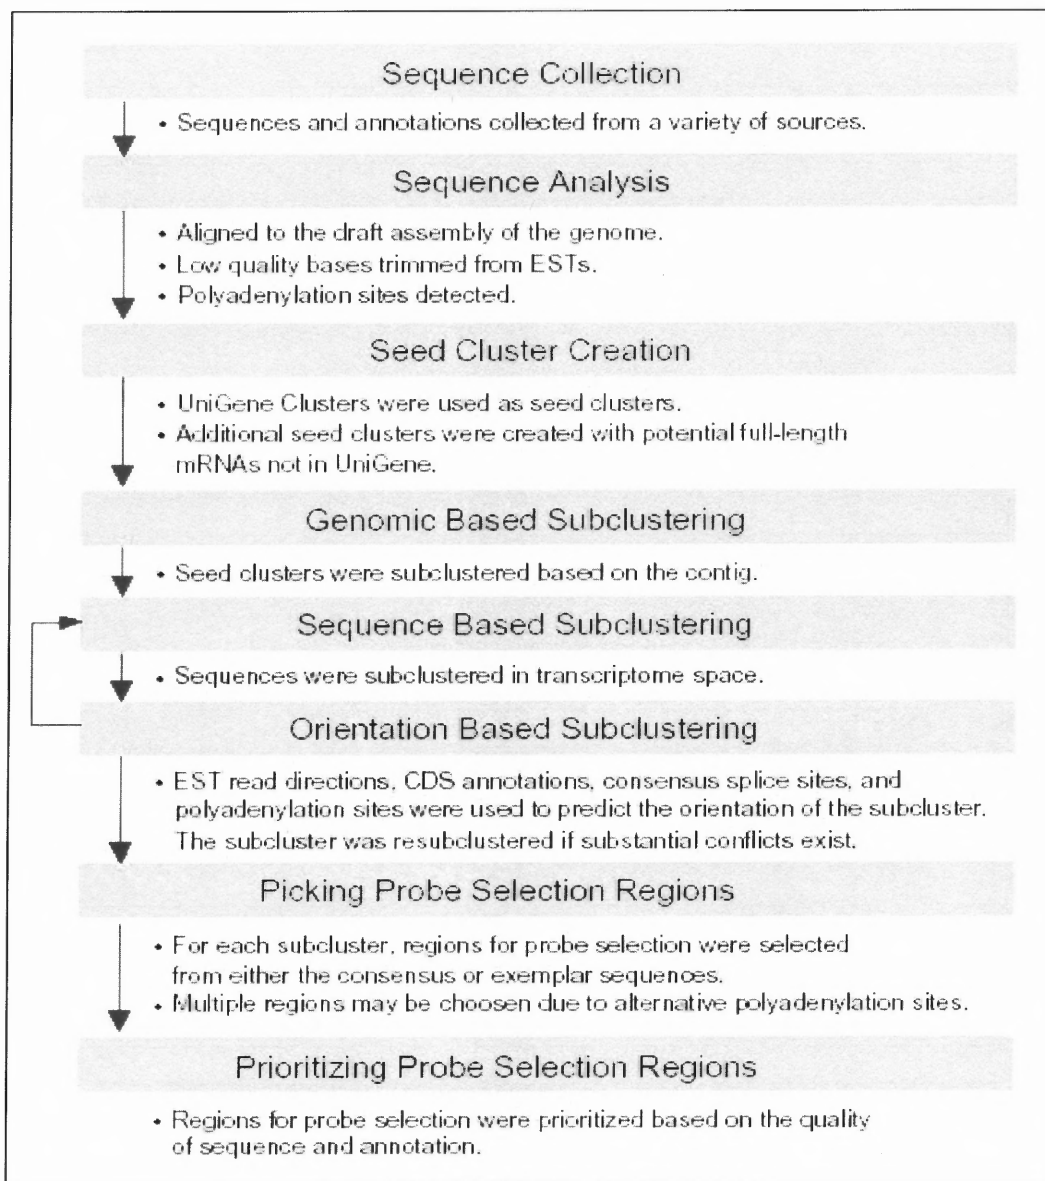 Sequence Collection
• Sequences and annotations collected from a variety of sources.
Sequence Analysis
• Aligned to the draft assembly of the genome.
• Low quality bases trimmed from ESTs.
• Polyadenylation sites detected.
Seed Cluster Creation
• UniGene Clusters were used as seed clusters.
• Additional seed clusters were created with potential full-length
mRNAs not in UniGene.
Genomic Based Subclustering
• Seed clusters were subclustered based on the contig.
Sequence Based Subclustering
• Sequences were subclustered in transcriptome space.
Orientation Based Subclustering
• EST read directions, CDS annotations, consensus splice sites, and
polyadenylation sites were used to predict the orientation of the subcluster.
The subcluster was resubclustered if substantial conflicts exist.
Picking Probe Selection Regions
• For each subcluster, regions for probe selection were selected
from either the consensus or exemplar sequences.
• Multiple regions may be choosen due to alternative polyadenylation sites.
Prioritizing Probe Selection Regions
• Regions for probe selection were prioritized based on the quality
of sequence and annotation.